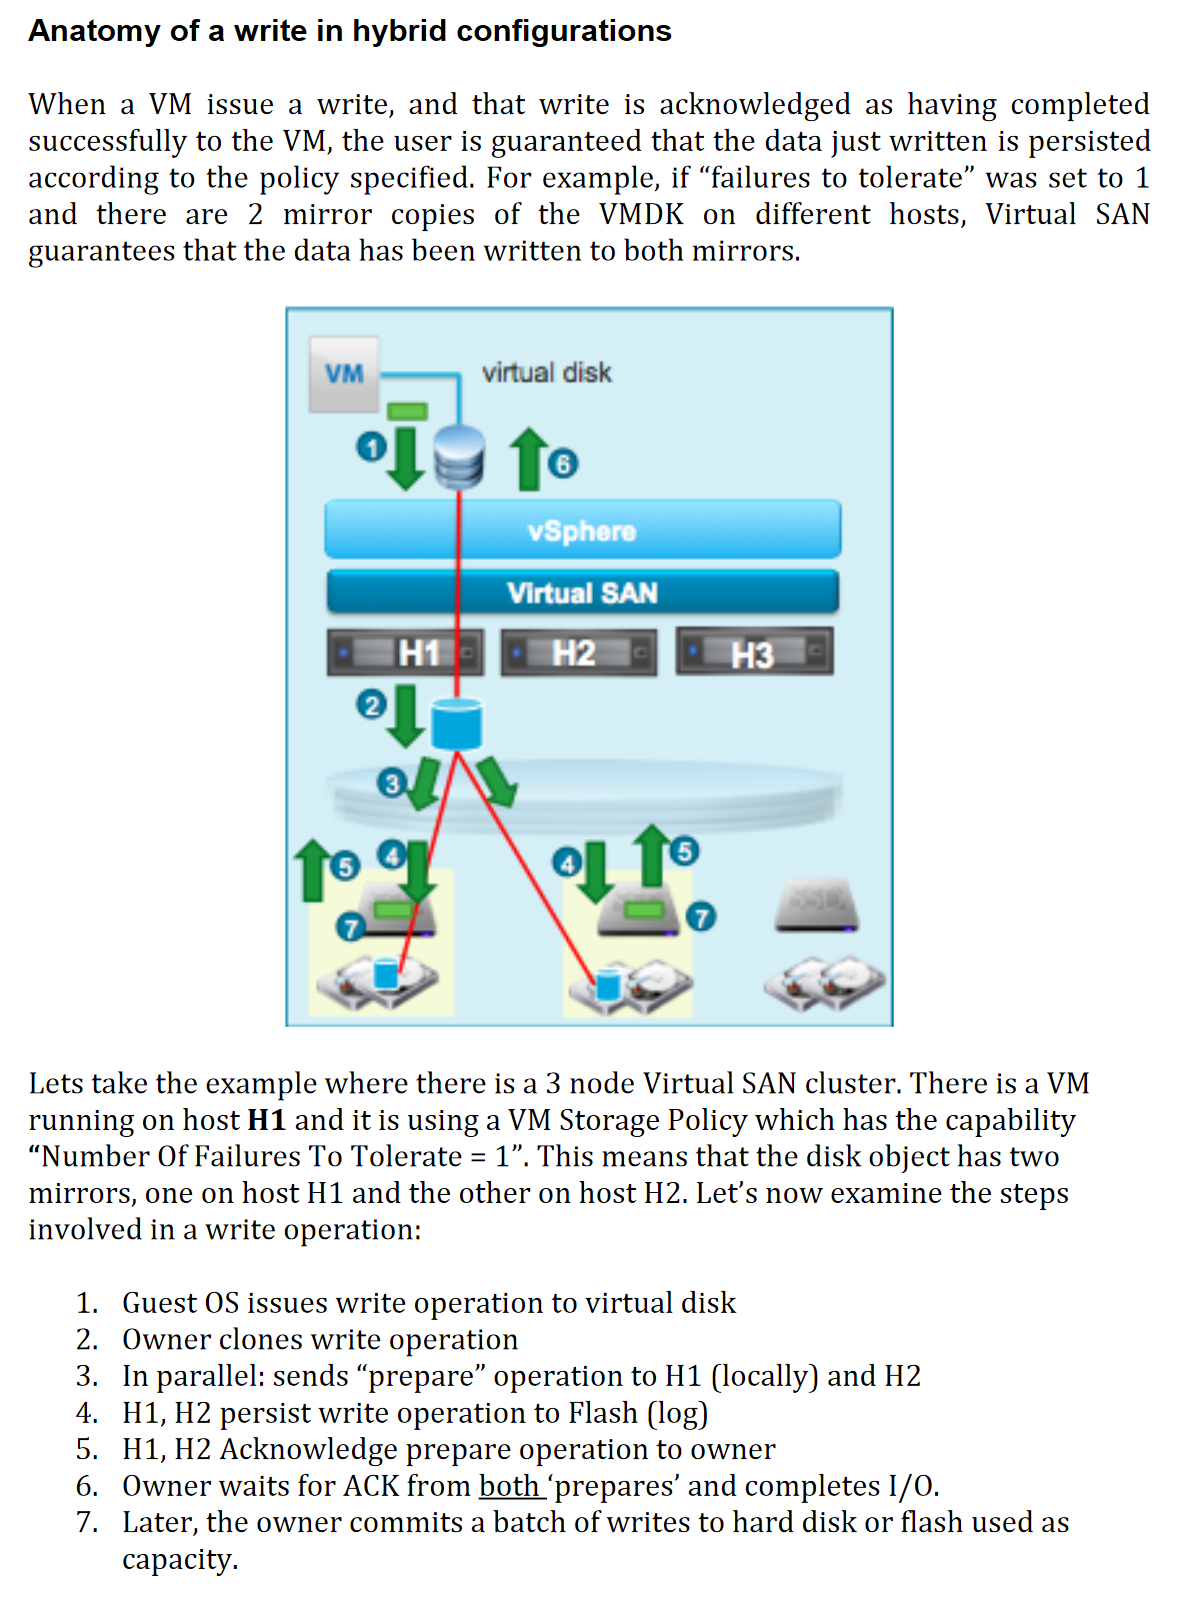 Anatomy of a write in hybrid configurations
When a VM issue a write, and that write is acknowledged as having completed
successfully to the VM, the user is guaranteed that the data just written is persisted
according to the policy specified. For example, if “failures to tolerate” was set to 1
and there are 2 mirror copies of the VMDK on different hosts, Virtual SAN
guarantees that the data has been written to both mirrors.
VM
virtual disk
1
6
vSphere
Virtual SAN
H1
H2
H3
2
3
5
4
4
5
7
7
SSD
Lets take the example where there is a 3 node Virtual SAN cluster. There is a VM
running on host H1 and it is using a VM Storage Policy which has the capability
“Number Of Failures To Tolerate = 1”. This means that the disk object has two
mirrors, one on host H1 and the other on host H2. Let’s now examine the steps
involved in a write operation:
1. Guest OS issues write operation to virtual disk
2. Owner clones write operation
3. In parallel: sends “prepare” operation to H1 (locally) and H2
4. H1, H2 persist write operation to Flash (log)
5. H1, H2 Acknowledge prepare operation to owner
6. Owner waits for ACK from both ‘prepares’ and completes I/O.
7. Later, the owner commits a batch of writes to hard disk or flash used as
capacity.